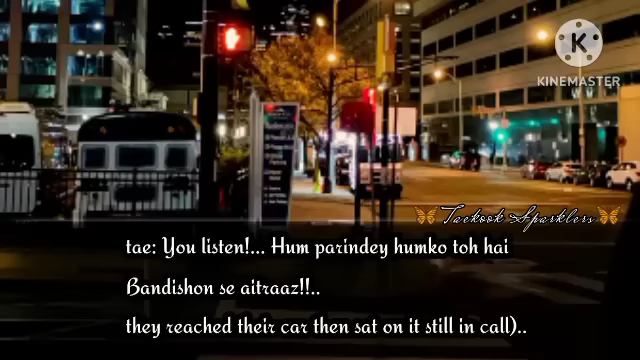 KINEMASTER
Taekook Sparklers
tae: You listen!... Hum parindey humko toh hai
Bandishon se aitraaz!!..
they reached their car then sat on it still in call)..